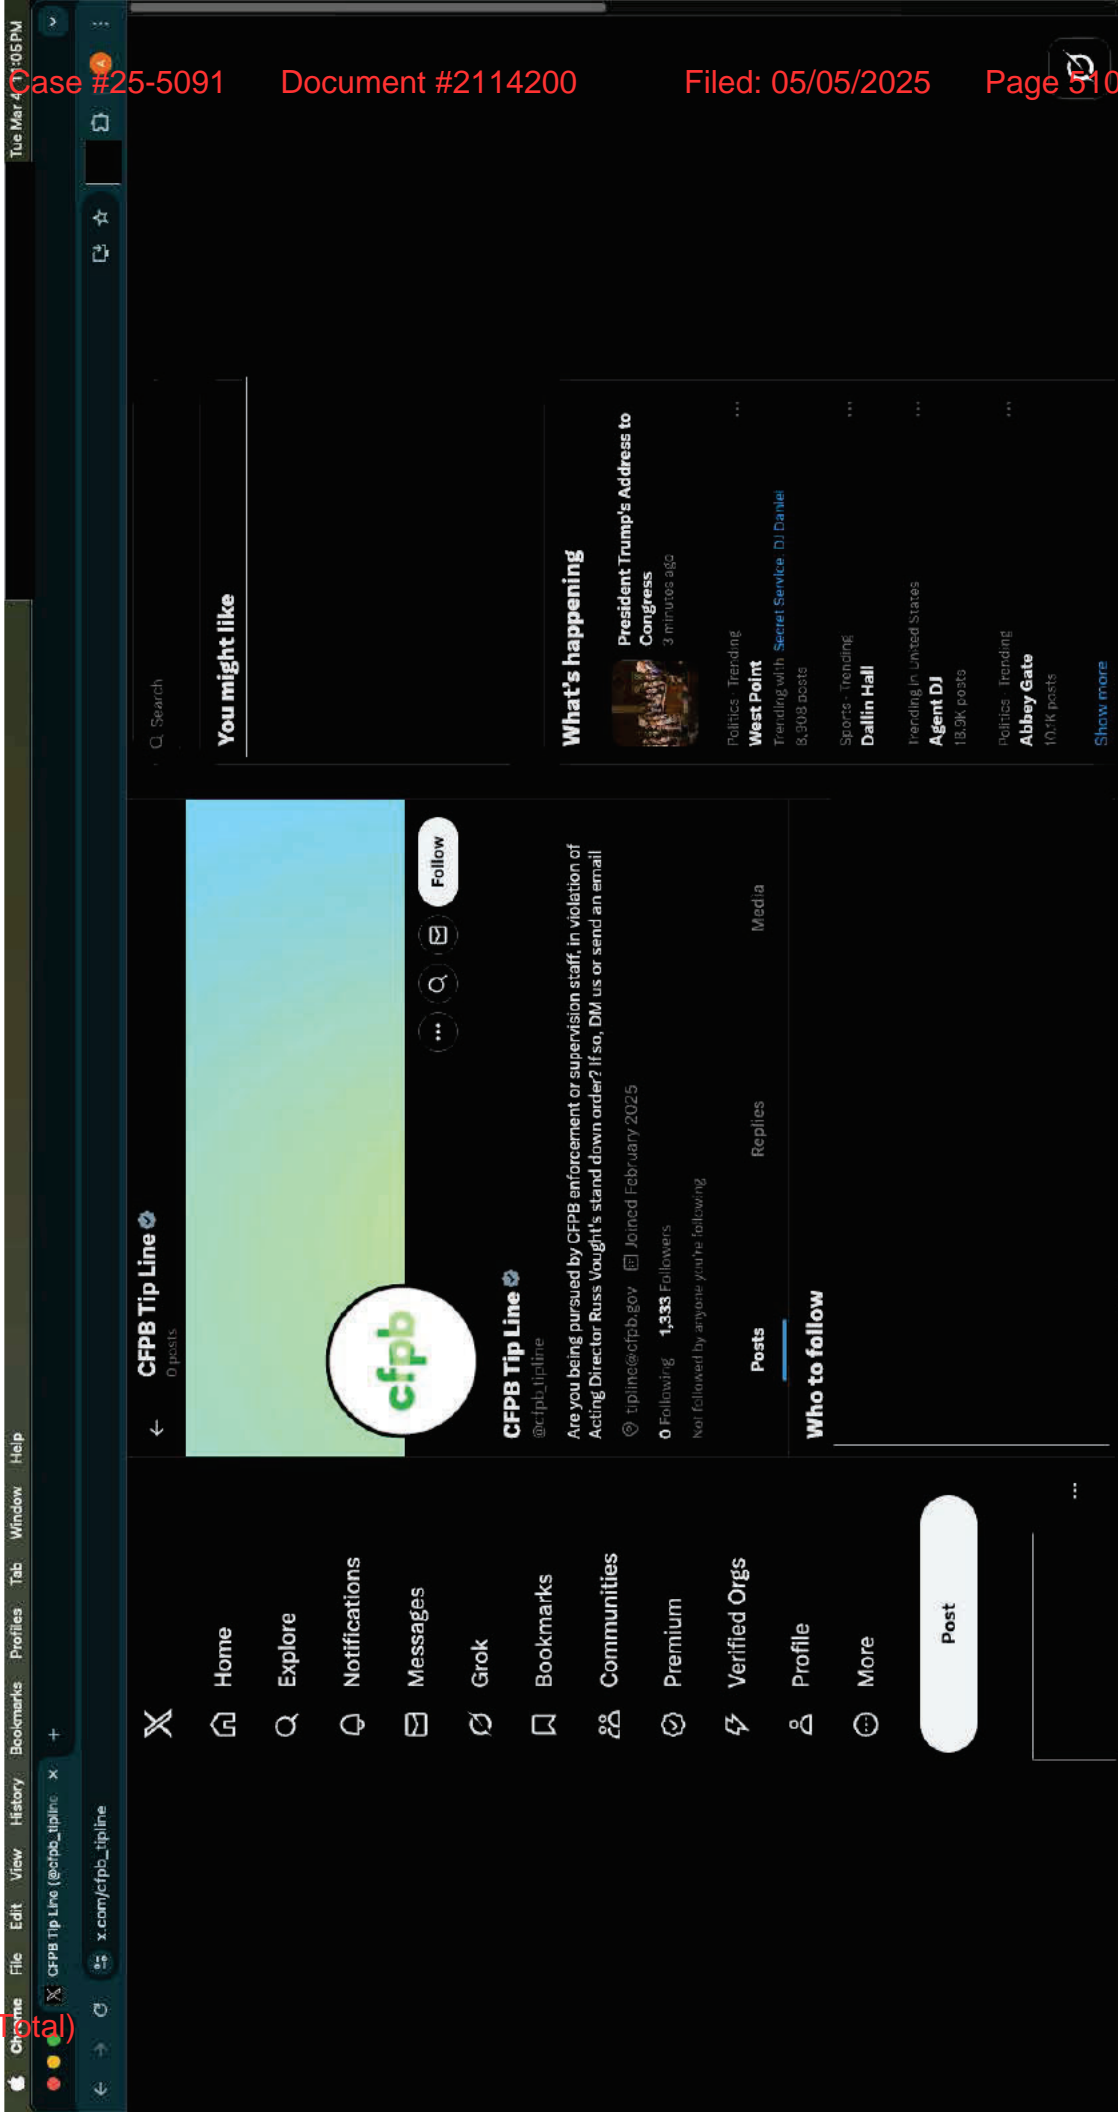 Case #25-5091 Document #2114200 Filed: 05/05/2025 Page 510
Total)
Chrome File Edit View History Bookmarks Profiles Tab Window Help
Tue Mar 4 11:05PM
CFPB Tip Line (@cfpb_tipline
x.com/cfpb_tipline
Home
Explore
Notifications
Messages
Grok
Bookmarks
Communities
Premium
Verified Orgs
Profile
More
Post
CFPB Tip Line
0 posts
cfpb
Follow
CFPB Tip Line
@cfpb_tipline
Are you being pursued by CFPB enforcement or supervision staff, in violation of
Acting Director Russ Vought's stand down order? If so, DM us or send an email
tipline@cfpb.gov Joined February 2025
0 Following 1,333 Followers
Not followed by anyone you're following
Posts Replies Media
Who to follow
Search
You might like
What's happening
President Trump's Address to
Congress
3 minutes ago
Politics · Trending
West Point
Trending with Secret Service, DJ Daniel
8,908 posts
Sports · Trending
Dallin Hall
Trending in United States
Agent DJ
18.9K posts
Politics · Trending
Abbey Gate
10.1K posts
Show more